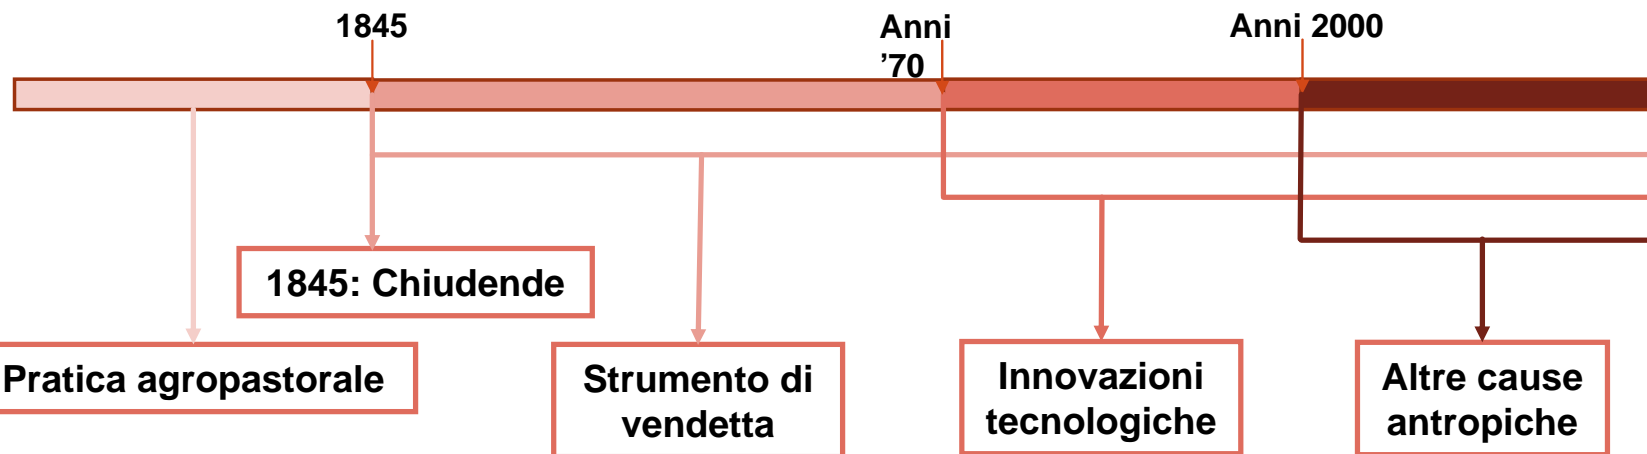 1845
Anni
’70
Anni 2000
1845: Chiudende
Pratica agropastorale
Strumento di
vendetta
Innovazioni
tecnologiche
Altre cause
antropiche